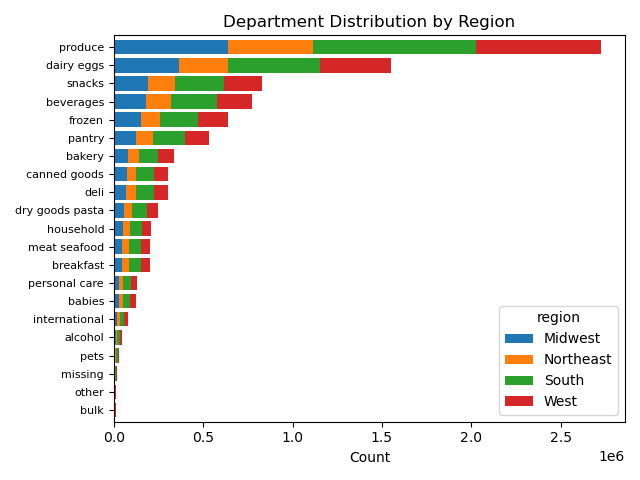 Department Distribution by Region
produce
dairy eggs
snacks
beverages
frozen
pantry
bakery
canned goods
deli
dry goods pasta
household
meat seafood
breakfast
personal care
babies
international
alcohol
pets
missing
other
bulk
region
Midwest
Northeast
South
West
0.0 0.5 1.0 1.5 2.0 2.5
1e6
Count